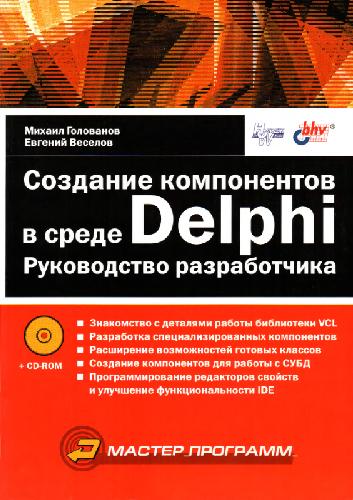 Михаил Голованов
Евгений Веселов
bhv®
Создание компонентов
в среде Delphi
Руководство разработчика
+ CD-ROM
Знакомство с деталями работы библиотеки VCL
Разработка специализированных компонентов
Расширение возможностей готовых классов
Создание компонентов для работы с СУБД
Программирование редакторов свойств
и улучшение функциональности IDE
МАСТЕР ПРОГРАММ